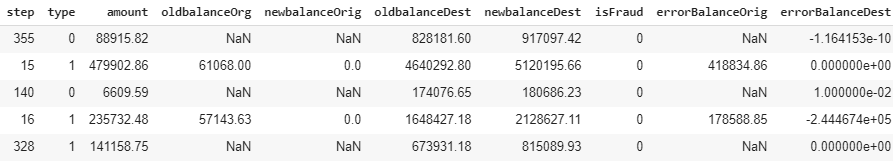 step type amount oldbalanceOrg newbalanceOrig oldbalanceDest newbalanceDest isFraud errorBalanceOrig errorBalanceDest
355 0 88915.82 NaN NaN 828181.60 917097.42 0 NaN -1.164153e-10
15 1 479902.86 61068.00 0.0 4640292.80 5120195.66 0 418834.86 0.000000e+00
140 0 6609.59 NaN NaN 174076.65 180686.23 0 NaN 1.000000e-02
16 1 235732.48 57143.63 0.0 1648427.18 2128627.11 0 178588.85 -2.444674e+05
328 1 141158.75 NaN NaN 673931.18 815089.93 0 NaN 0.000000e+00